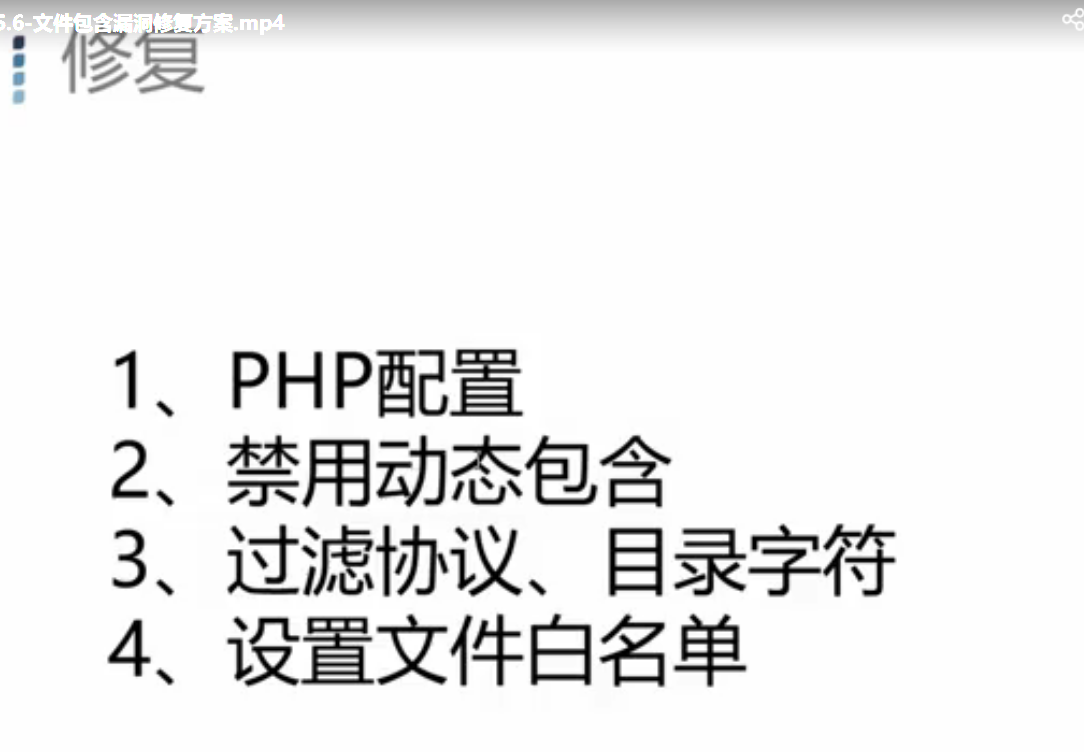 5.6-文件包含漏洞修复方案.mp4
修复
1、PHP配置
2、禁用动态包含
3、过滤协议、目录字符
4、设置文件白名单